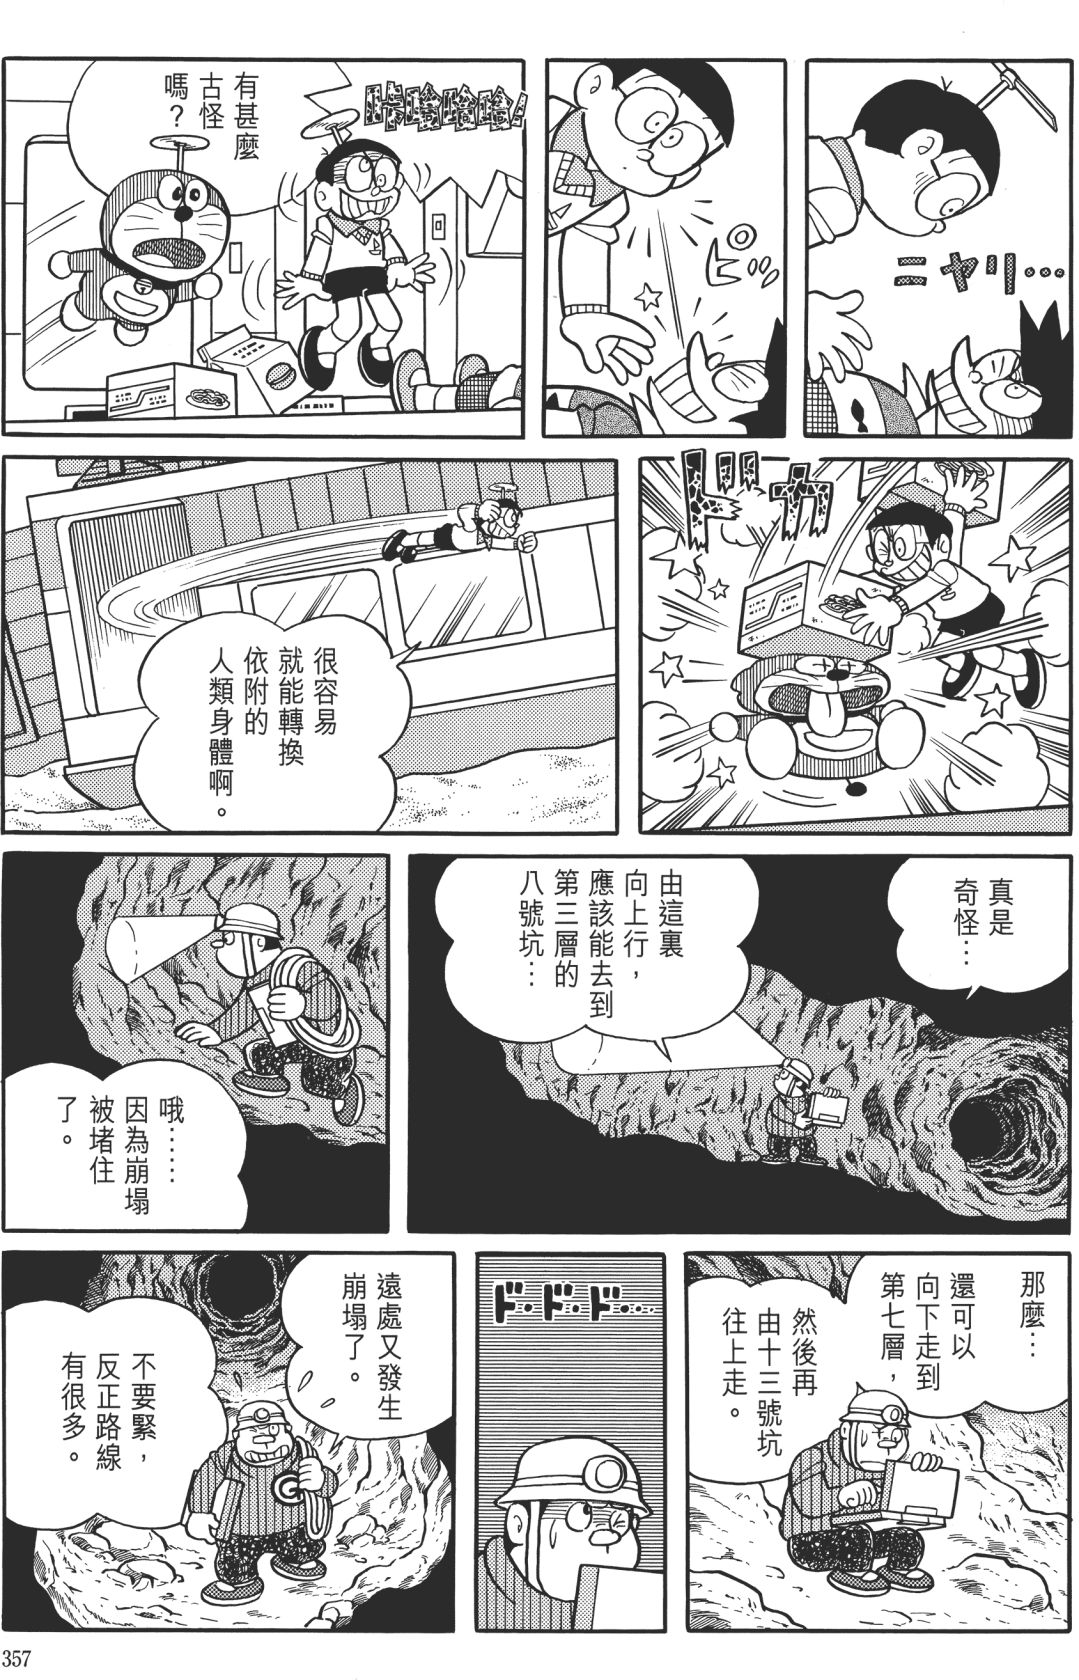 ニヤリ…
ピッ
有甚麼
古怪
嗎？
咔哈哈哈！
ドカ
很容易
就能轉換
依附的
人類身體啊。
真是
奇怪…
由這裏
向上行，
應該能去到
第三層的
八號坑…
哦……
因為崩塌
被堵住
了。
那麼…
還可以
向下走到
第七層，
然後再
由十三號坑
往上走。
ド·ド·ド…
遠處又發生
崩塌了。
不要緊，
反正路線
有很多。
357